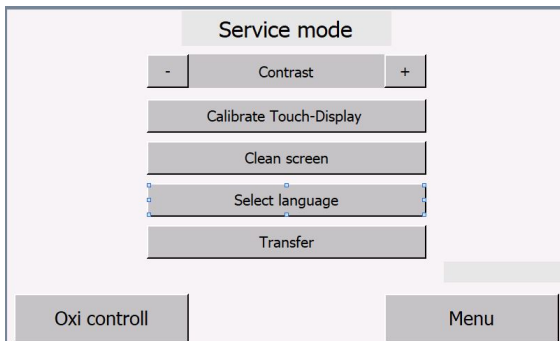 Service mode
- Contrast +
Calibrate Touch-Display
Clean screen
Select language
Transfer
Oxi controll Menu